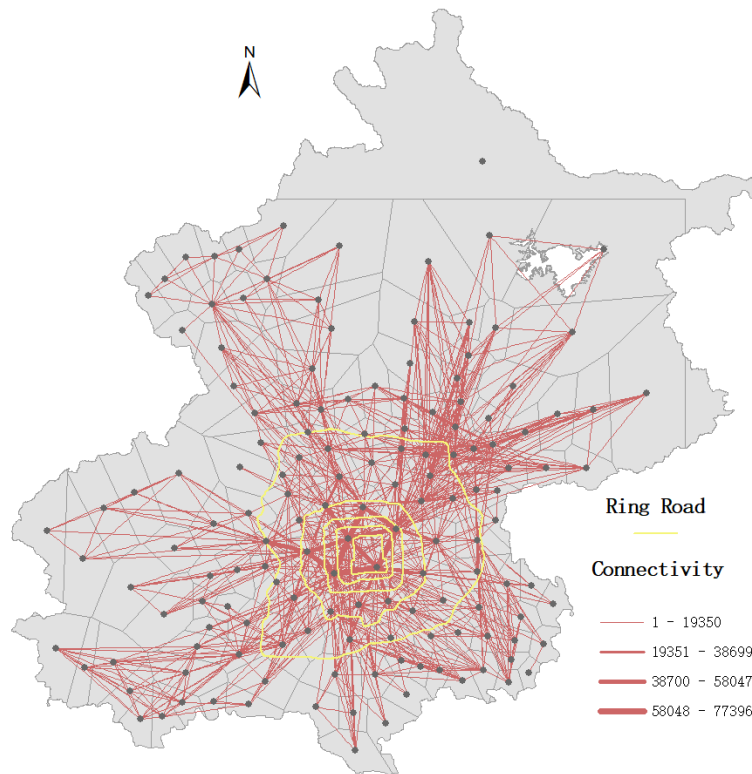 N
Ring Road
Connectivity
1 - 19350
19351 - 38699
38700 - 58047
58048 - 77396